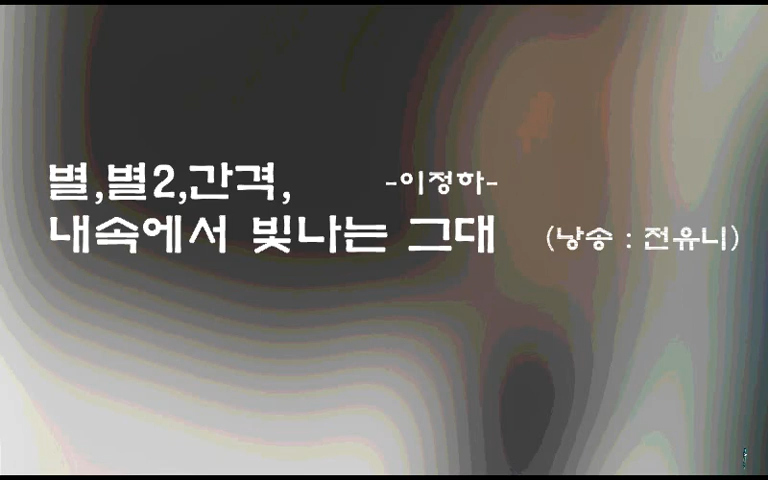 별,별2,간격, -이정하-
내속에서 빛나는 그대 (낭송 : 전유니)